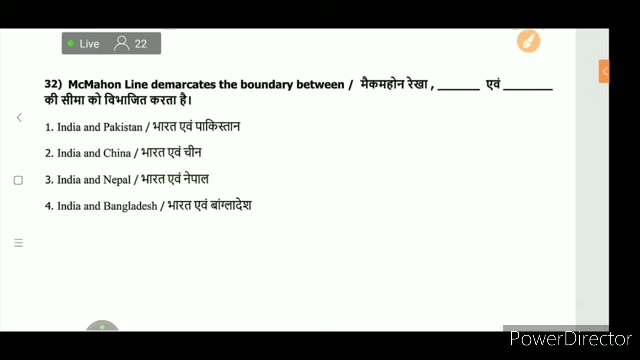 Live 22
32) McMahon Line demarcates the boundary between / मैकमहोन रेखा , _______ एवं ________
की सीमा को विभाजित करता है।
1. India and Pakistan / भारत एवं पाकिस्तान
2. India and China / भारत एवं चीन
3. India and Nepal / भारत एवं नेपाल
4. India and Bangladesh / भारत एवं बांग्लादेश
PowerDirector